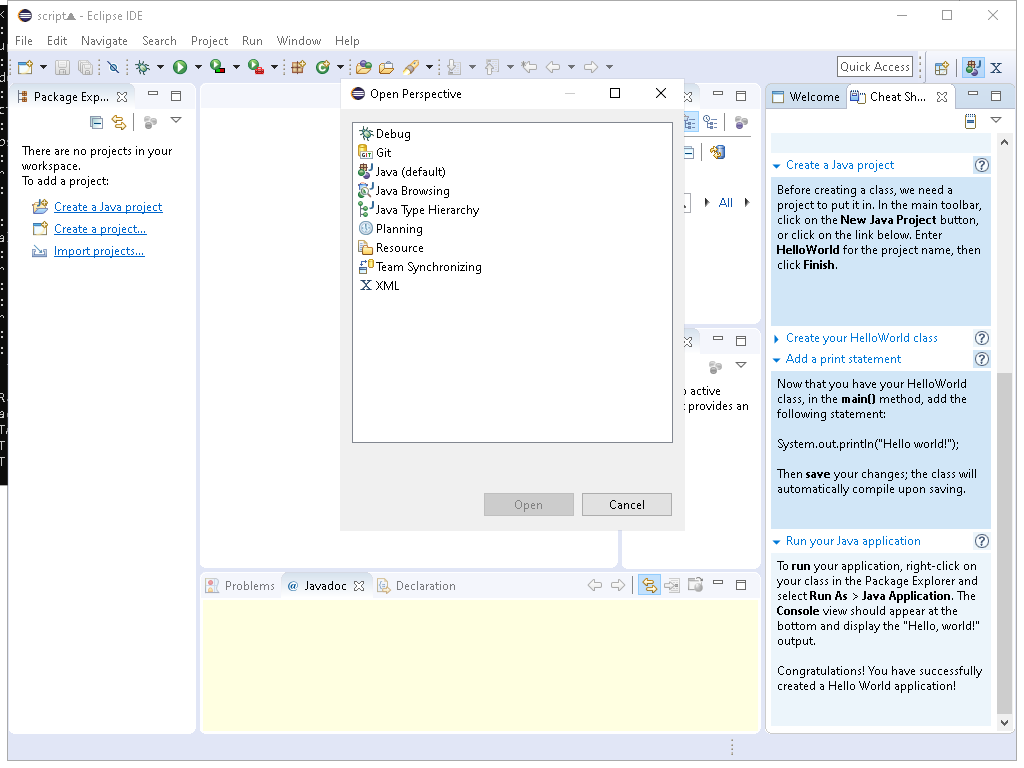 script▲ - Eclipse IDE
File Edit Navigate Search Project Run Window Help
Quick Access
Package Exp...
There are no projects in your
workspace.
To add a project:
Create a Java project
Create a project...
Import projects...
Open Perspective
Debug
Git
Java (default)
Java Browsing
Java Type Hierarchy
Planning
Resource
Team Synchronizing
XML
Open Cancel
All
active
provides an
Problems @ Javadoc Declaration
Welcome Cheat Sh...
Create a Java project
Before creating a class, we need a
project to put it in. In the main toolbar,
click on the New Java Project button,
or click on the link below. Enter
HelloWorld for the project name, then
click Finish.
Create your HelloWorld class
Add a print statement
Now that you have your HelloWorld
class, in the main() method, add the
following statement:
System.out.println("Hello world!");
Then save your changes; the class will
automatically compile upon saving.
Run your Java application
To run your application, right-click on
your class in the Package Explorer and
select Run As > Java Application. The
Console view should appear at the
bottom and display the "Hello, world!"
output.
Congratulations! You have successfully
created a Hello World application!